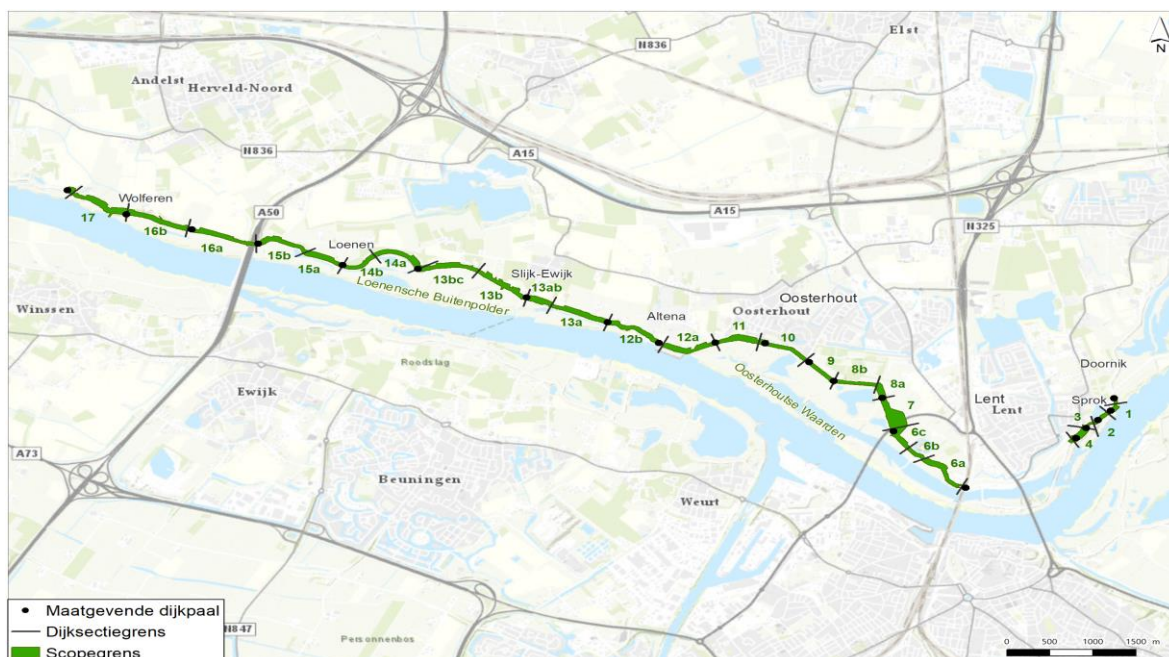 Elst
N836
Andelst
Herveld-Noord
N
N836
A15
Wolferen
17
A50
A15
N325
16b
16a
15b
Loenen
15a
14b
14a
13bc
Slijk-Ewijk
13b
13ab
Loenensche Buitenpolder
13a
Altena
12b
12a
11
Oosterhout
Oosterhout
10
9
8b
8a
7
Winssen
Roodslag
Ewijk
Oosterhoutse Waarden
Doornik
Lent
Lent
Sprok
1
3
2
4
6c
6b
6a
A73
Beuningen
Weurt
Maatgevende dijkpaal
Dijksectiegrens
Scopegrens
N847
Personnenbos
0 500 1000 1500 m